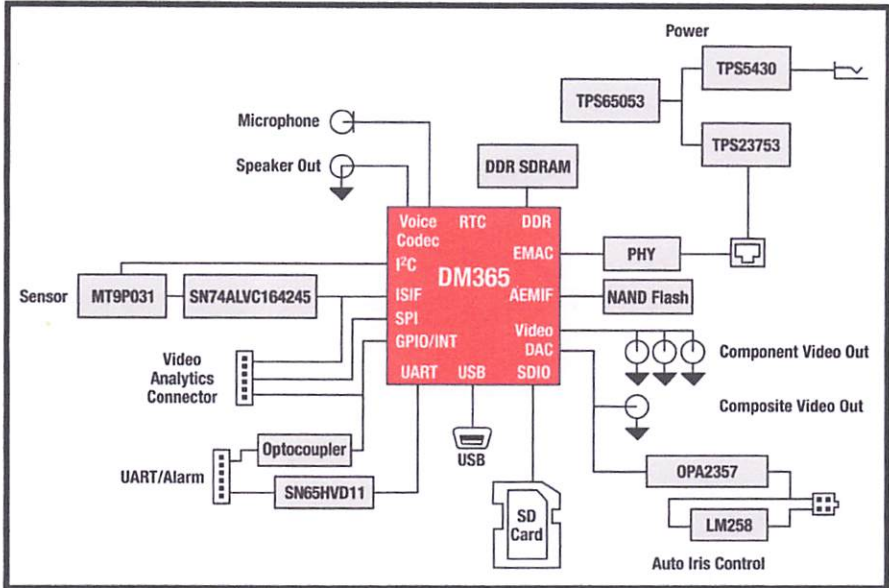 Power
TPS5430
TPS65053
TPS23753
Microphone
Speaker Out
DDR SDRAM
Voice
Codec
RTC
DDR
EMAC
PHY
I²C
DM365
Sensor
MT9P031
SN74ALVC164245
ISIF
AEMIF
NAND Flash
SPI
Video
DAC
GPIO/INT
Component Video Out
Video
Analytics
Connector
UART
USB
SDIO
Composite Video Out
Optocoupler
USB
UART/Alarm
SN65HVD11
OPA2357
SD
Card
LM258
Auto Iris Control